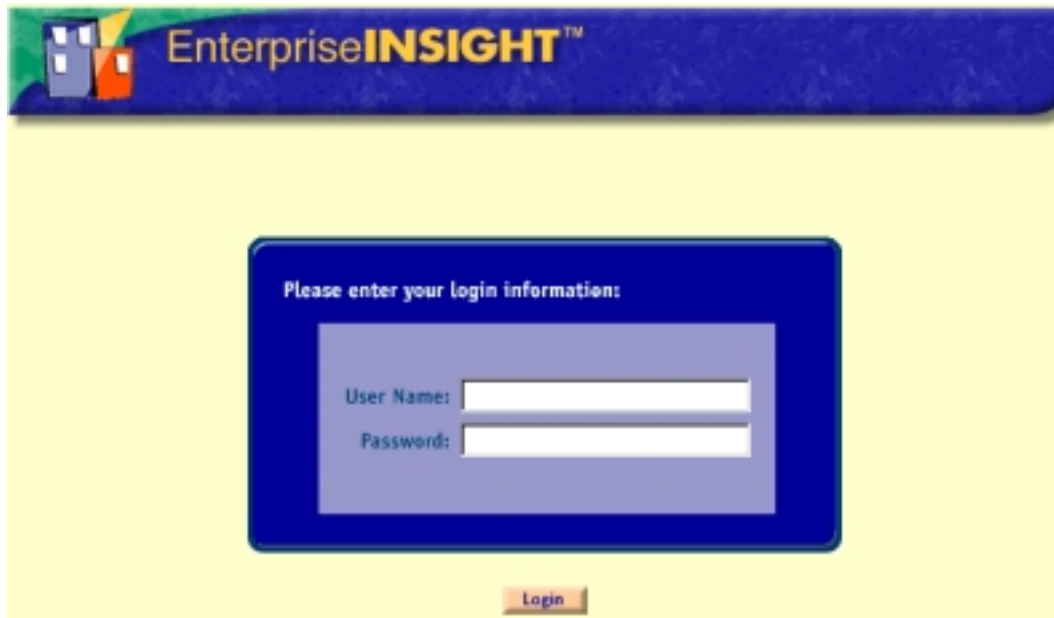 EnterpriseINSIGHT™
Please enter your login information:
User Name:
Password:
Login